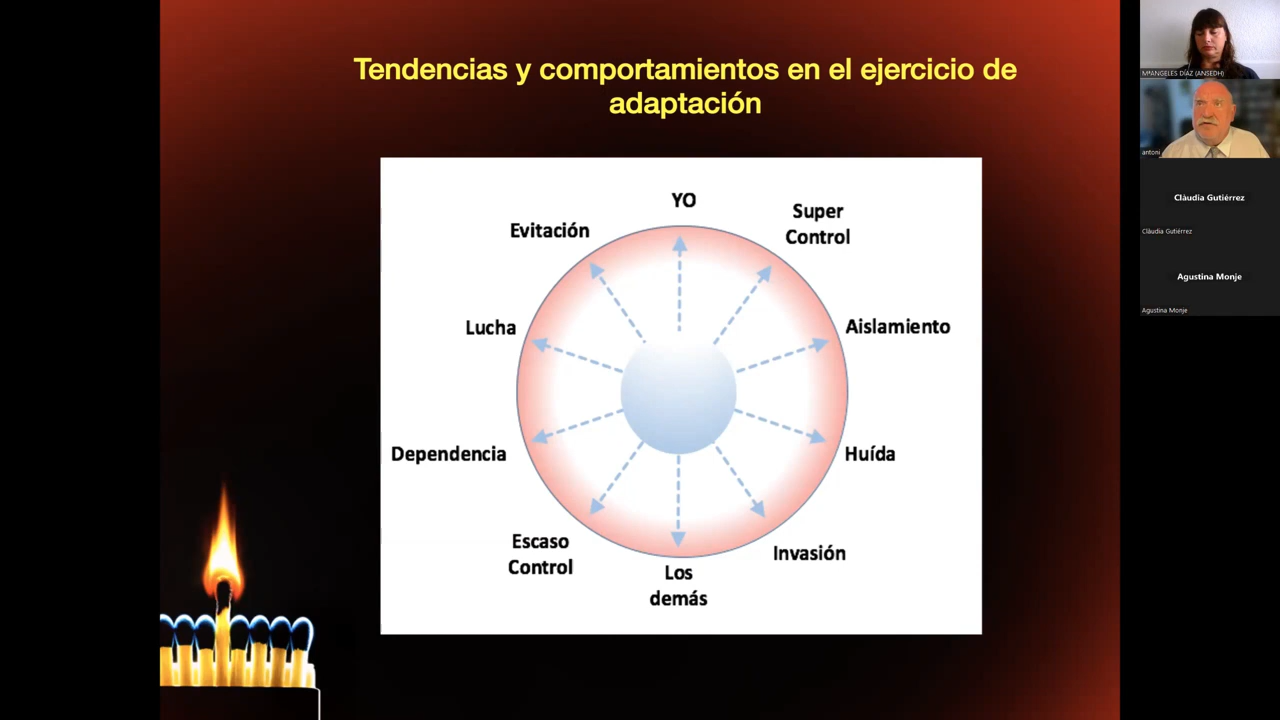 Tendencias y comportamientos en el ejercicio de
adaptación
YO
Super
Control
Evitación
Lucha
Aislamiento
Dependencia
Huída
Escaso
Control
Invasión
Los
demás
MªANGELES DÍAZ (ANSEDH)
antoni
Clàudia Gutiérrez
Clàudia Gutiérrez
Agustina Monje
Agustina Monje